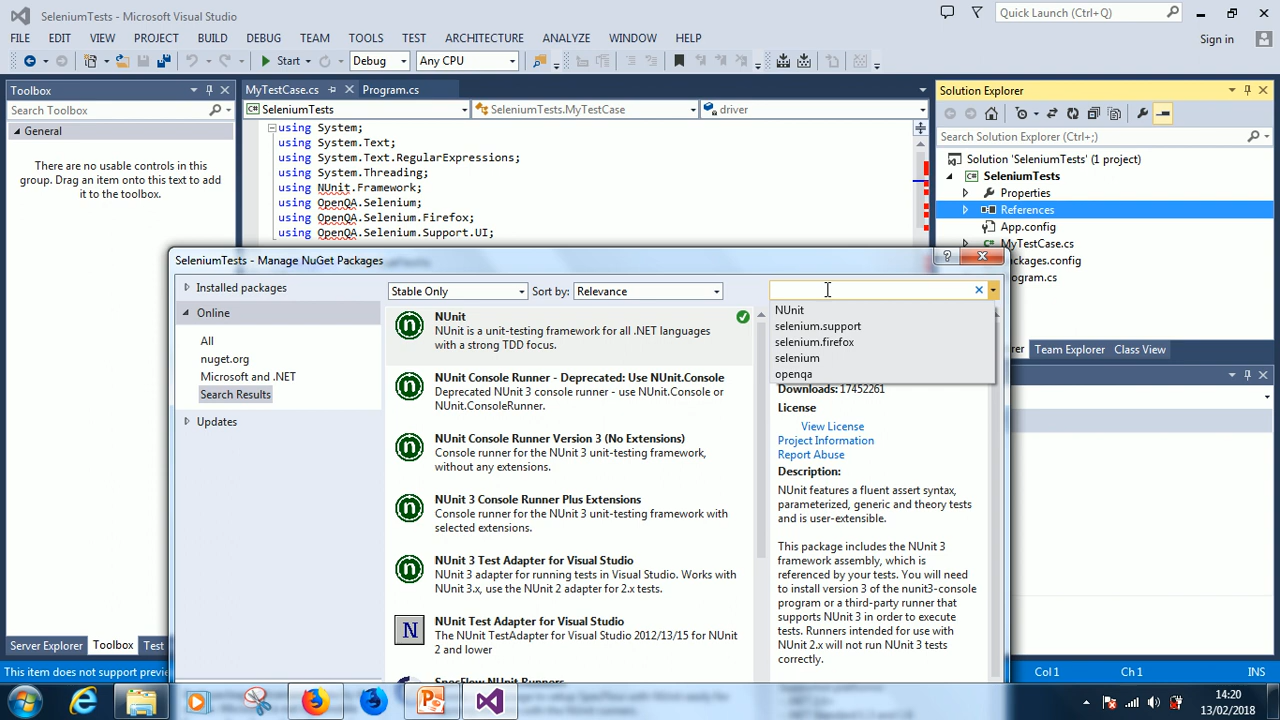 SeleniumTests - Microsoft Visual Studio
Quick Launch (Ctrl+Q)
FILE EDIT VIEW PROJECT BUILD DEBUG TEAM TOOLS TEST ARCHITECTURE ANALYZE WINDOW HELP
Sign in
Start Debug Any CPU
Toolbox
Search Toolbox
General
There are no usable controls in this
group. Drag an item onto this text to add
it to the toolbox.
MyTestCase.cs Program.cs
SeleniumTests SeleniumTests.MyTestCase driver
using System;
using System.Text;
using System.Text.RegularExpressions;
using System.Threading;
using NUnit.Framework;
using OpenQA.Selenium;
using OpenQA.Selenium.Firefox;
using OpenQA.Selenium.Support.UI;
Solution Explorer
Search Solution Explorer (Ctrl+;)
Solution 'SeleniumTests' (1 project)
SeleniumTests
Properties
References
App.config
MyTestCase.cs
ackages.config
rogram.cs
Team Explorer Class View
SeleniumTests - Manage NuGet Packages
Installed packages
Online
All
nuget.org
Microsoft and .NET
Search Results
Updates
Stable Only Sort by: Relevance
NUnit
NUnit is a unit-testing framework for all .NET languages
with a strong TDD focus.
NUnit Console Runner - Deprecated: Use NUnit.Console
Deprecated NUnit 3 console runner - use NUnit.Console or
NUnit.ConsoleRunner.
NUnit Console Runner Version 3 (No Extensions)
Console runner for the NUnit 3 unit-testing framework,
without any extensions.
NUnit 3 Console Runner Plus Extensions
Console runner for the NUnit 3 unit-testing framework with
selected extensions.
NUnit 3 Test Adapter for Visual Studio
NUnit 3 adapter for running tests in Visual Studio. Works with
NUnit 3.x, use the NUnit 2 adapter for 2.x tests.
NUnit Test Adapter for Visual Studio
The NUnit TestAdapter for Visual Studio 2012/13/15 for NUnit
2 and lower
SpecFlow NUnit Runners
NUnit
selenium.support
selenium.firefox
selenium
openqa
Downloads: 17452261
License
View License
Project Information
Report Abuse
Description:
NUnit features a fluent assert syntax,
parameterized, generic and theory tests
and is user-extensible.
This package includes the NUnit 3
framework assembly, which is
referenced by your tests. You will need
to install version 3 of the nunit3-console
program or a third-party runner that
supports NUnit 3 in order to execute
tests. Runners intended for use with
NUnit 2.x will not run NUnit 3 tests
correctly.
Server Explorer Toolbox Test
This item does not support previe
Col 1 Ch 1 INS
14:20
13/02/2018